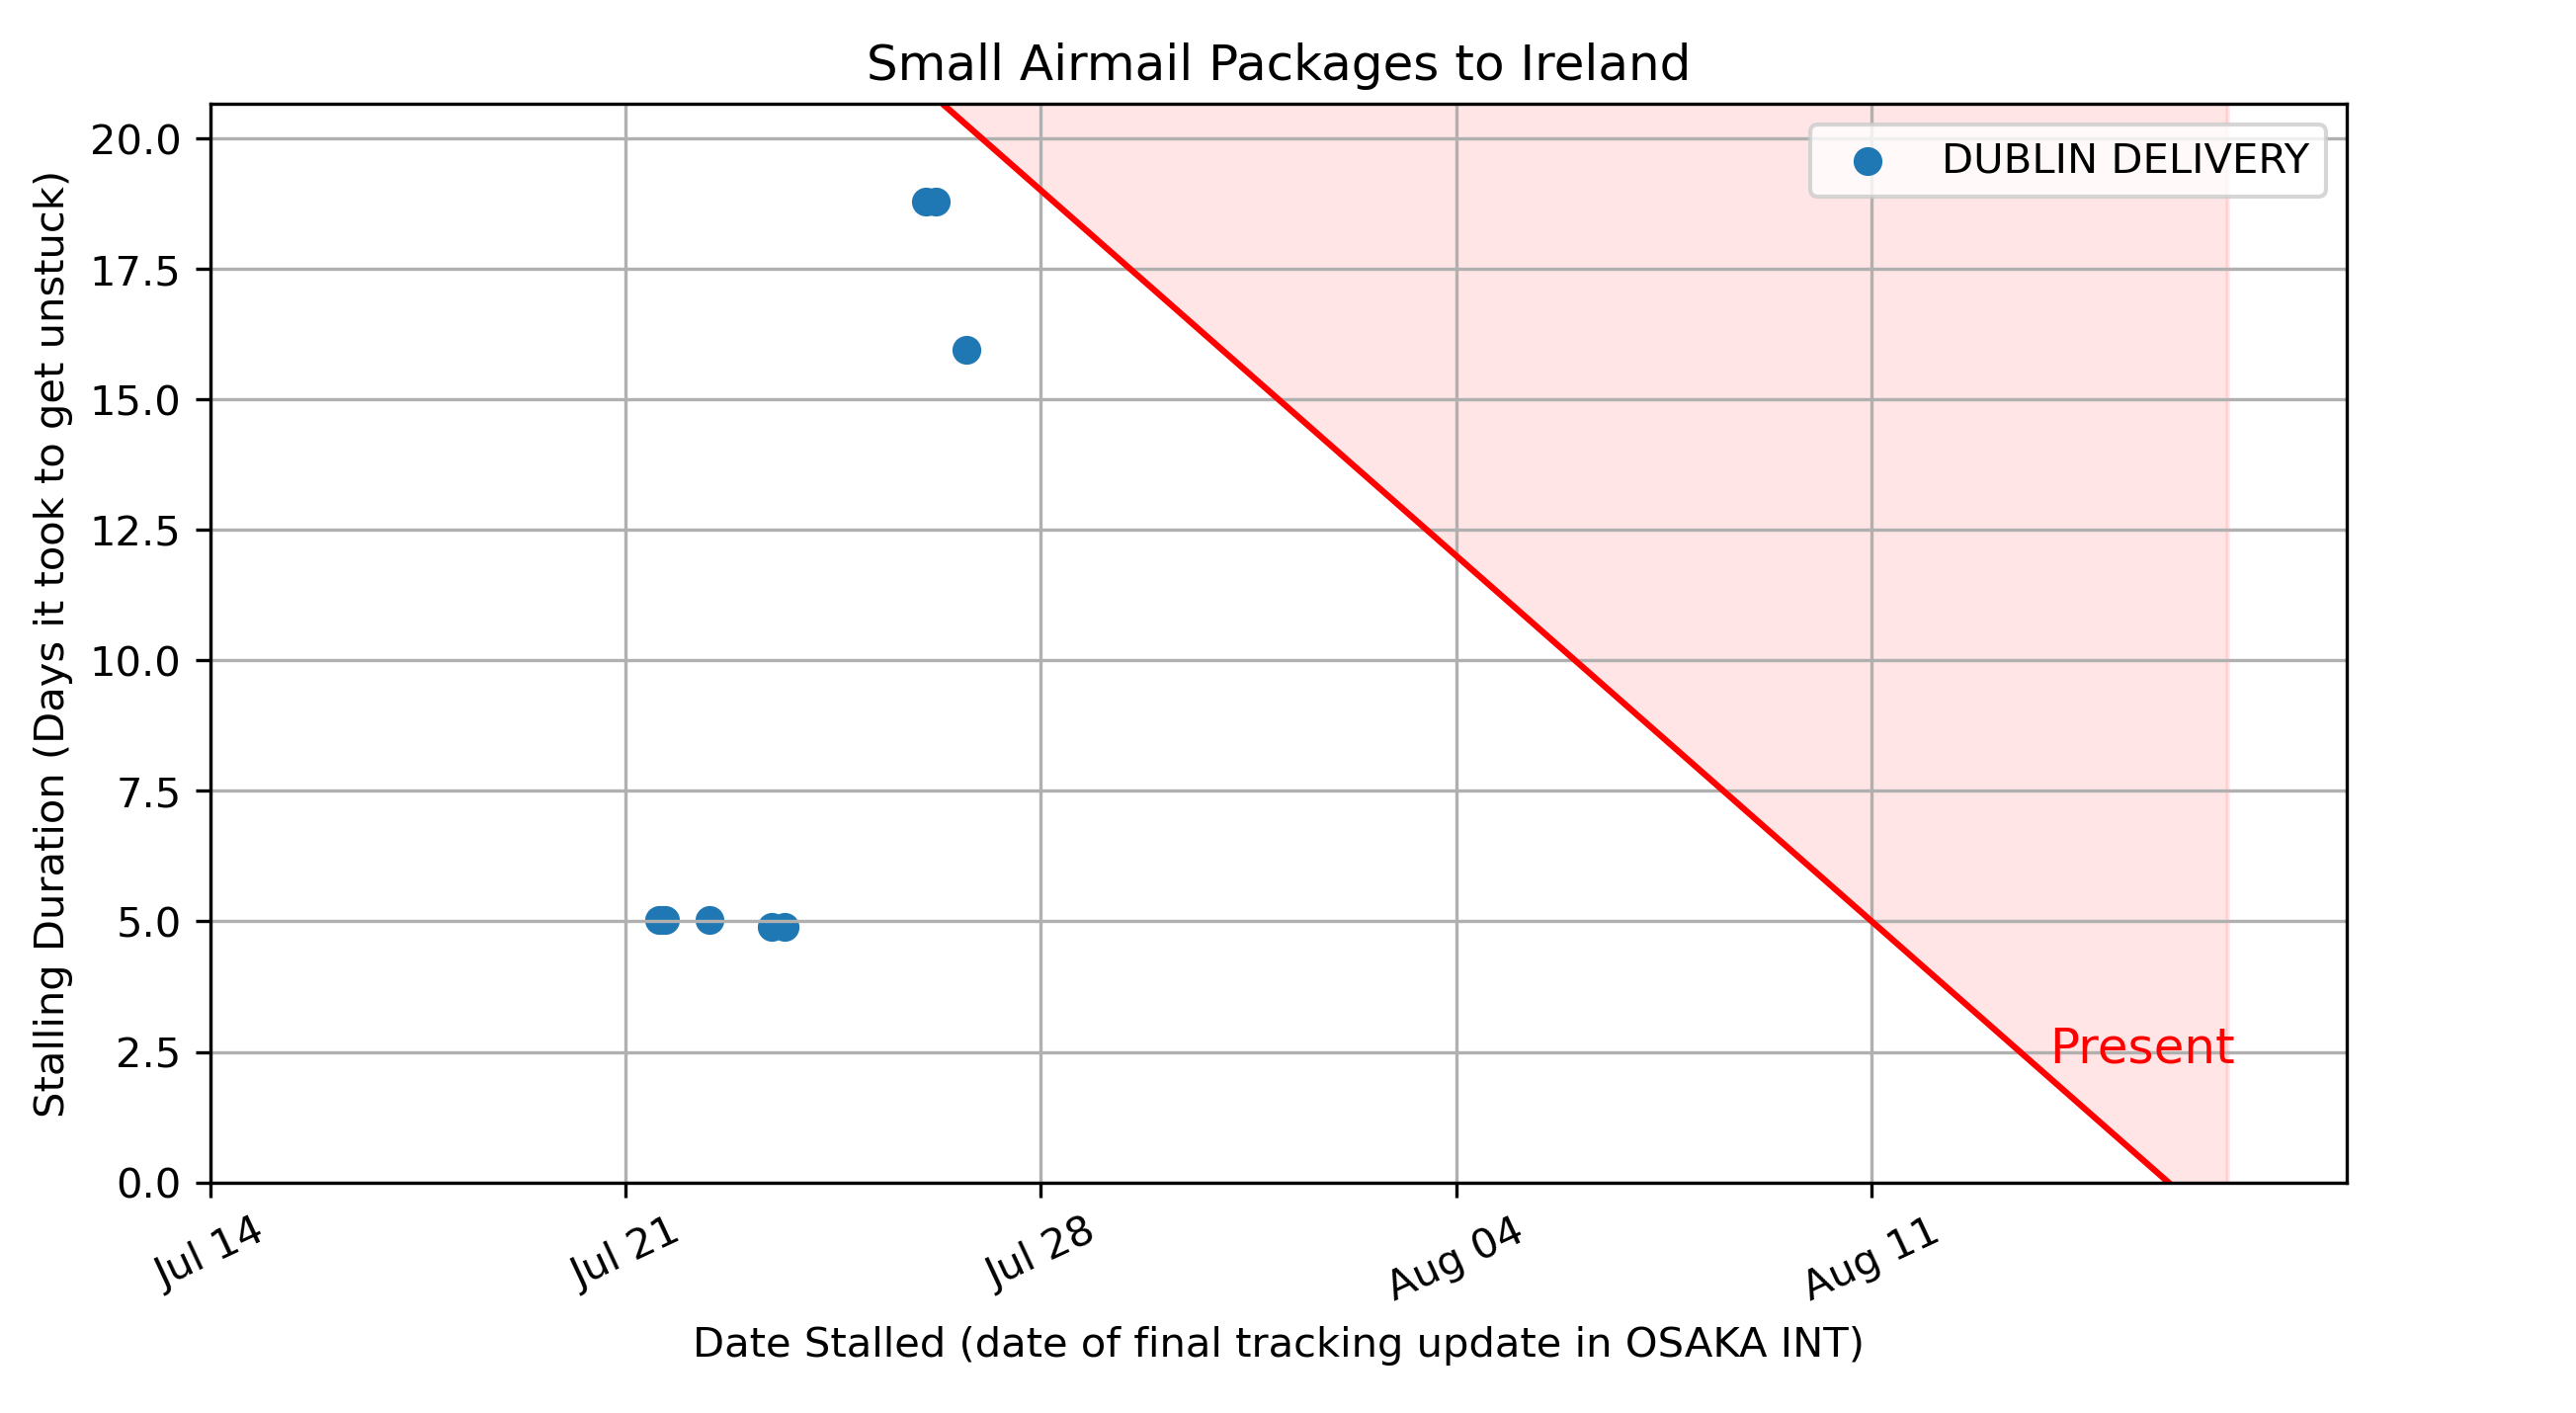 Small Airmail Packages to Ireland
DUBLIN DELIVERY
Stalling Duration (Days it took to get unstuck)
20.0
17.5
15.0
12.5
10.0
7.5
5.0
2.5
0.0
Present
Jul 14
Jul 21
Jul 28
Aug 04
Aug 11
Date Stalled (date of final tracking update in OSAKA INT)